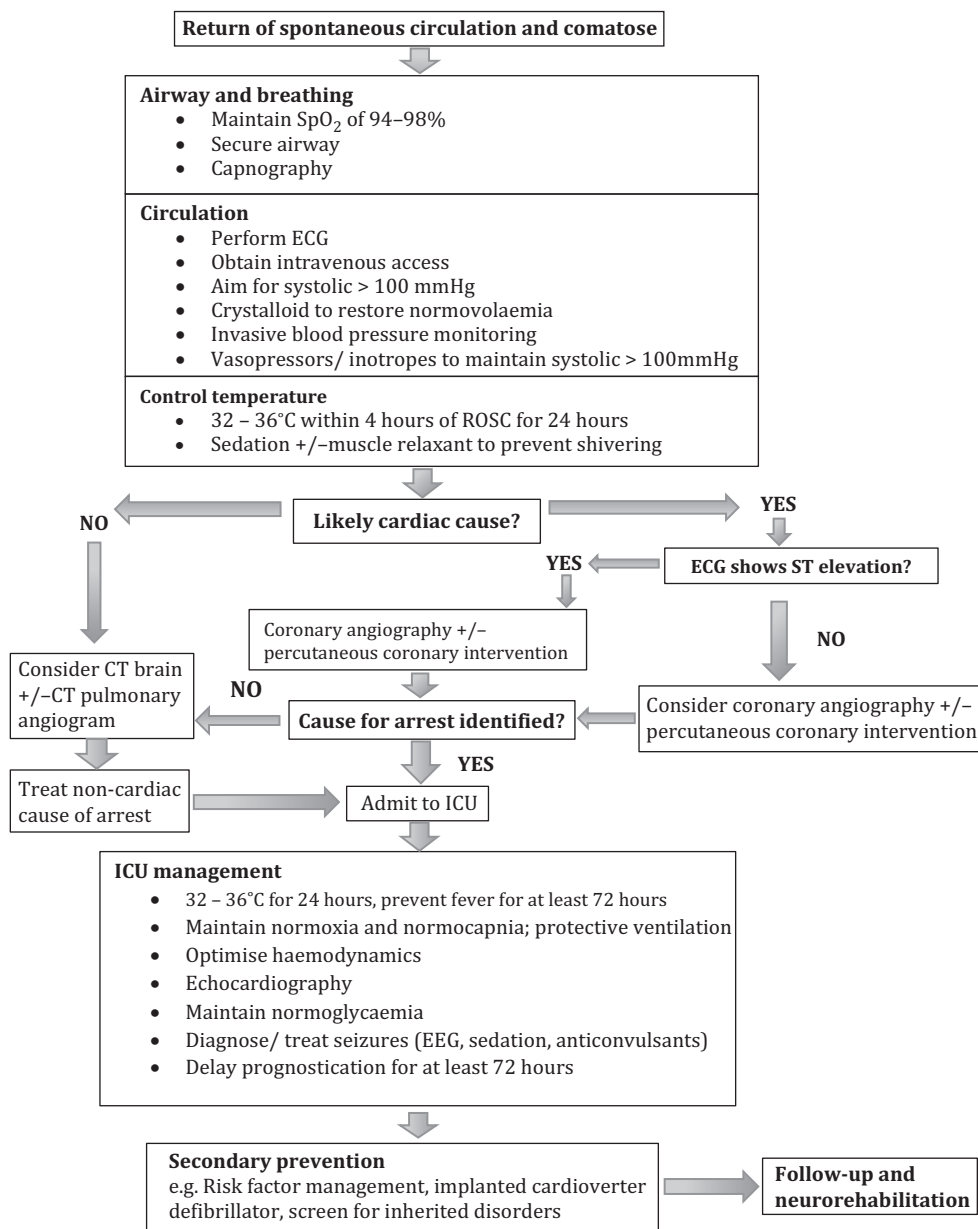 Return of spontaneous circulation and comatose
Airway and breathing
• Maintain SpO2 of 94–98%
• Secure airway
• Capnography
Circulation
• Perform ECG
• Obtain intravenous access
• Aim for systolic > 100 mmHg
• Crystalloid to restore normovolaemia
• Invasive blood pressure monitoring
• Vasopressors/ inotropes to maintain systolic > 100mmHg
Control temperature
• 32 – 36°C within 4 hours of ROSC for 24 hours
• Sedation +/–muscle relaxant to prevent shivering
NO
Likely cardiac cause?
YES
YES
ECG shows ST elevation?
Coronary angiography +/–
percutaneous coronary intervention
NO
Consider CT brain
+/–CT pulmonary
angiogram
NO
Cause for arrest identified?
Consider coronary angiography +/–
percutaneous coronary intervention
YES
Treat non-cardiac
cause of arrest
Admit to ICU
ICU management
• 32 – 36°C for 24 hours, prevent fever for at least 72 hours
• Maintain normoxia and normocapnia; protective ventilation
• Optimise haemodynamics
• Echocardiography
• Maintain normoglycaemia
• Diagnose/ treat seizures (EEG, sedation, anticonvulsants)
• Delay prognostication for at least 72 hours
Secondary prevention
e.g. Risk factor management, implanted cardioverter
defibrillator, screen for inherited disorders
Follow-up and
neurorehabilitation